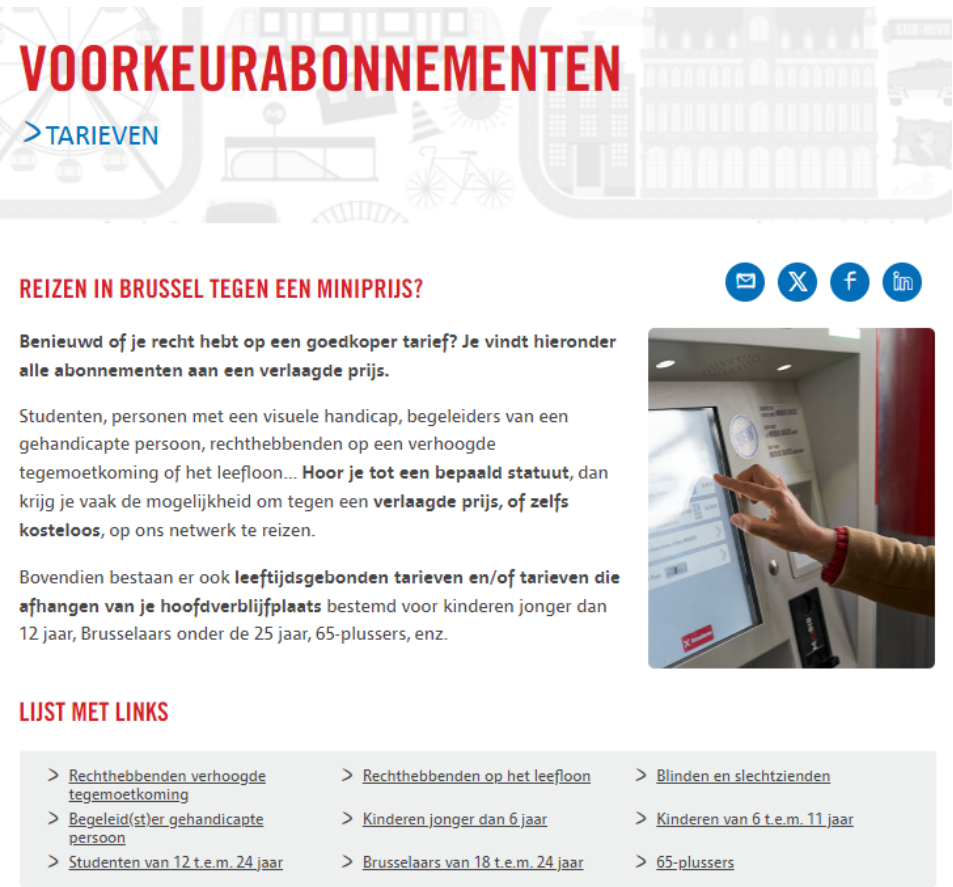 STIB-MIVB
VOORKEURABONNEMENTEN
>TARIEVEN
REIZEN IN BRUSSEL TEGEN EEN MINIPRIJS?
Benieuwd of je recht hebt op een goedkoper tarief? Je vindt hieronder
alle abonnementen aan een verlaagde prijs.
Studenten, personen met een visuele handicap, begeleiders van een
gehandicapte persoon, rechthebbenden op een verhoogde
tegemoetkoming of het leefloon... Hoor je tot een bepaald statuut, dan
krijg je vaak de mogelijkheid om tegen een verlaagde prijs, of zelfs
kosteloos, op ons netwerk te reizen.
Bovendien bestaan er ook leeftijdsgebonden tarieven en/of tarieven die
afhangen van je hoofdverblijfplaats bestemd voor kinderen jonger dan
12 jaar, Brusselaars onder de 25 jaar, 65-plussers, enz.
LIJST MET LINKS
> Rechthebbenden verhoogde
tegemoetkoming
> Rechthebbenden op het leefloon
> Blinden en slechtzienden
> Begeleid(st)er gehandicapte
persoon
> Kinderen jonger dan 6 jaar
> Kinderen van 6 t.e.m. 11 jaar
> Studenten van 12 t.e.m. 24 jaar
> Brusselaars van 18 t.e.m. 24 jaar
> 65-plussers